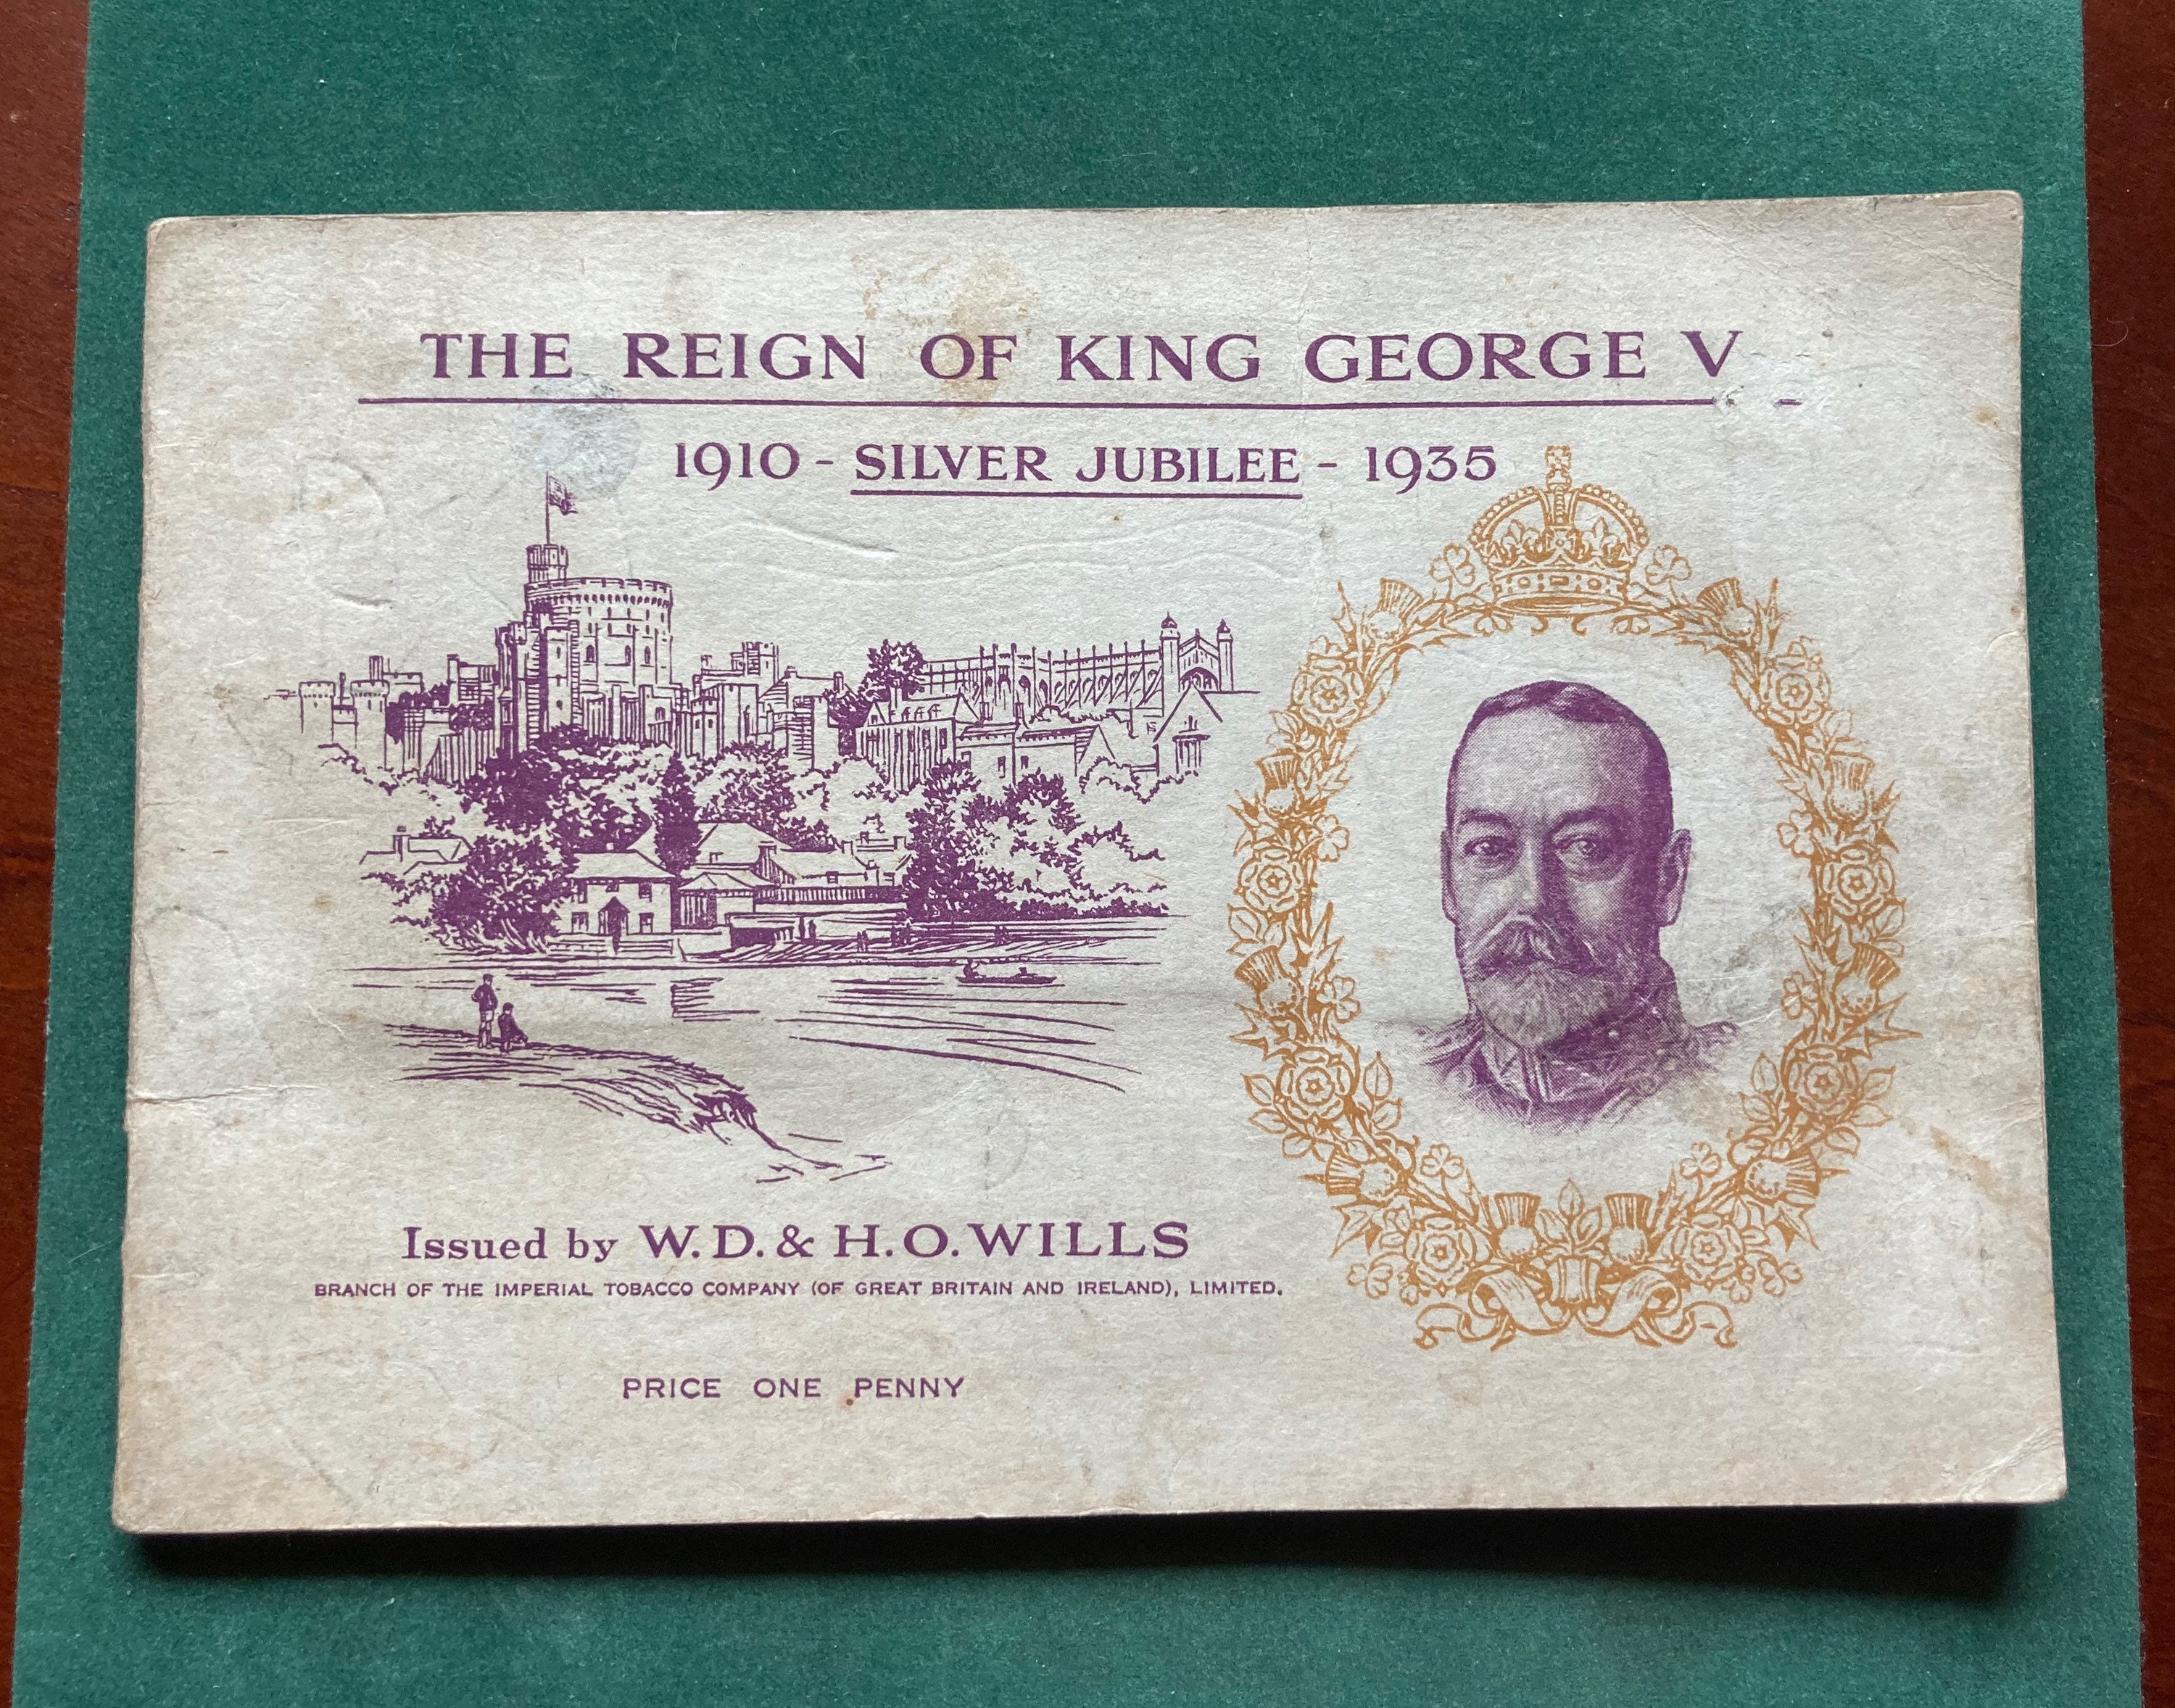 THE REIGN OF KING GEORGE V
1910 - SILVER JUBILEE - 1935
Issued by W.D. & H.O. WILLS
BRANCH OF THE IMPERIAL TOBACCO COMPANY (OF GREAT BRITAIN AND IRELAND), LIMITED.
PRICE ONE PENNY